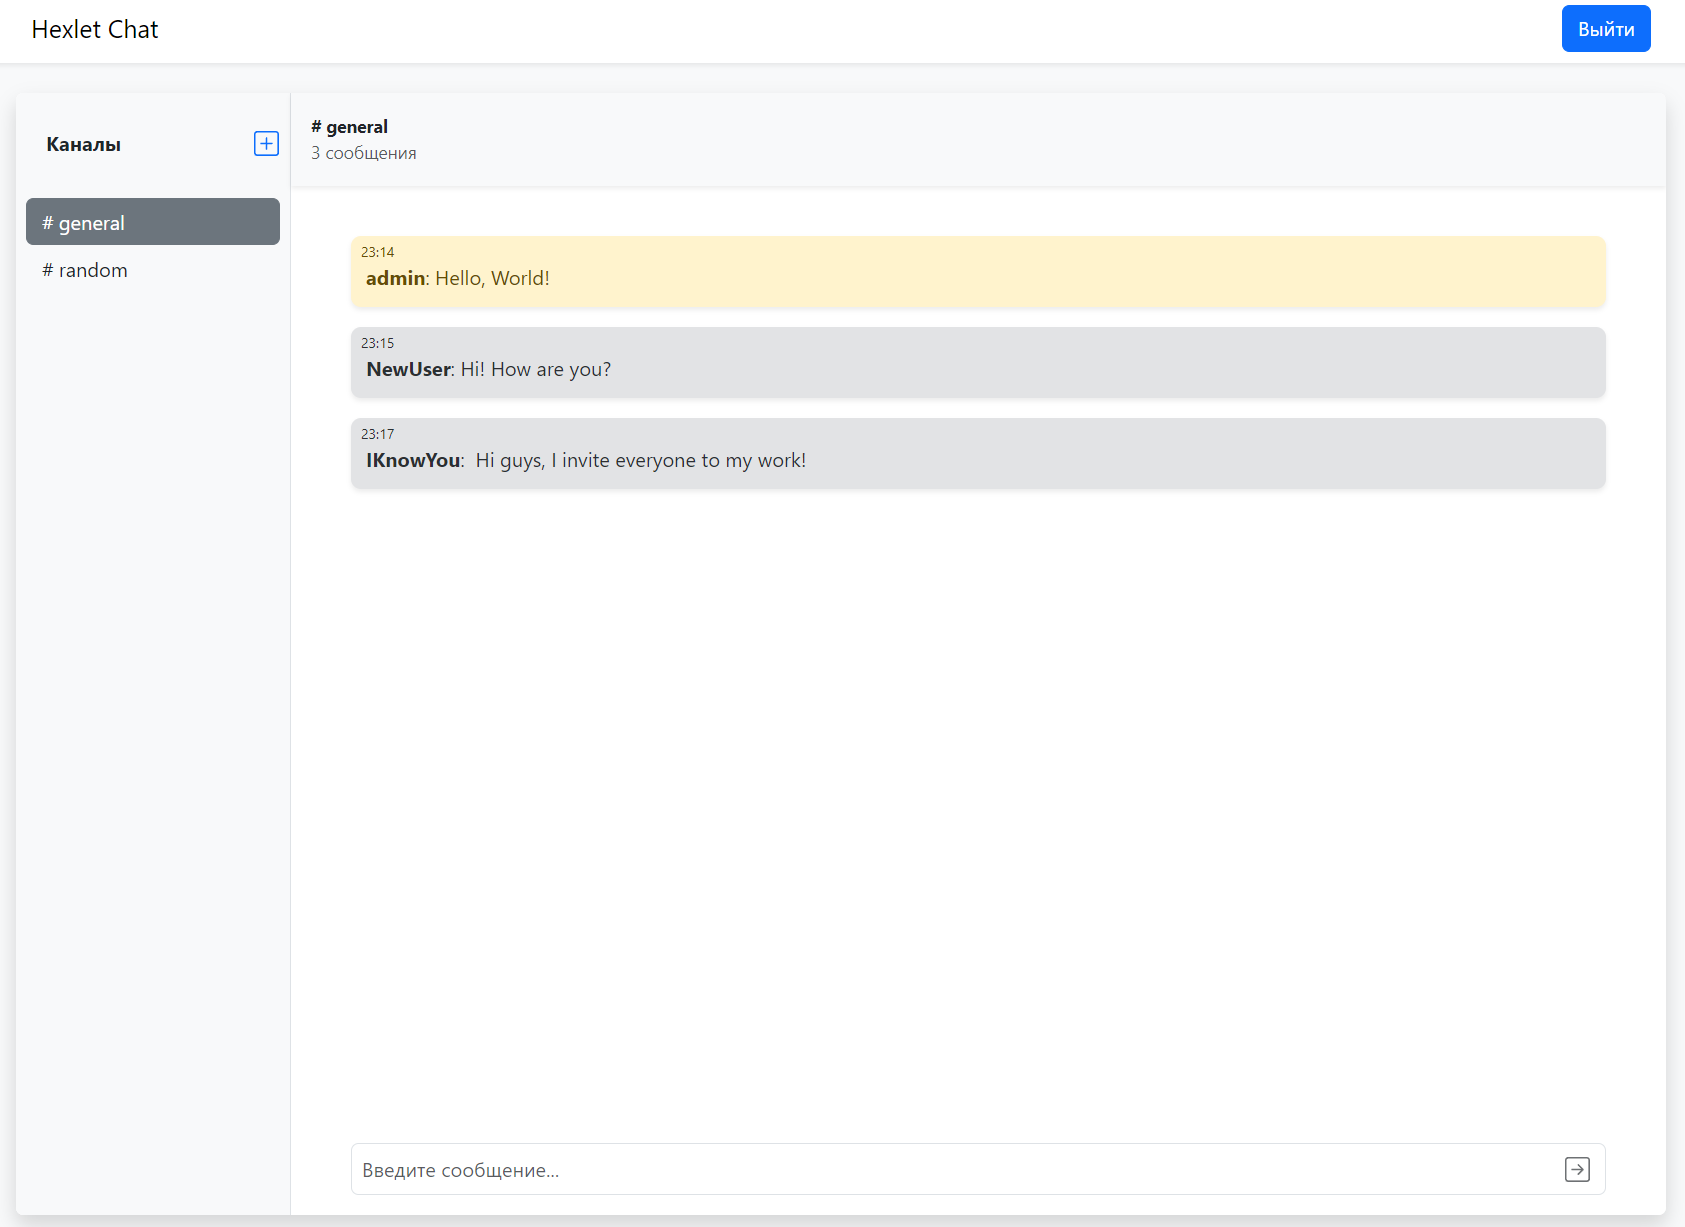 Hexlet Chat
Выйти
Каналы
# general
# random
# general
3 сообщения
23:14
admin: Hello, World!
23:15
NewUser: Hi! How are you?
23:17
IKnowYou:  Hi guys, I invite everyone to my work!
Введите сообщение...